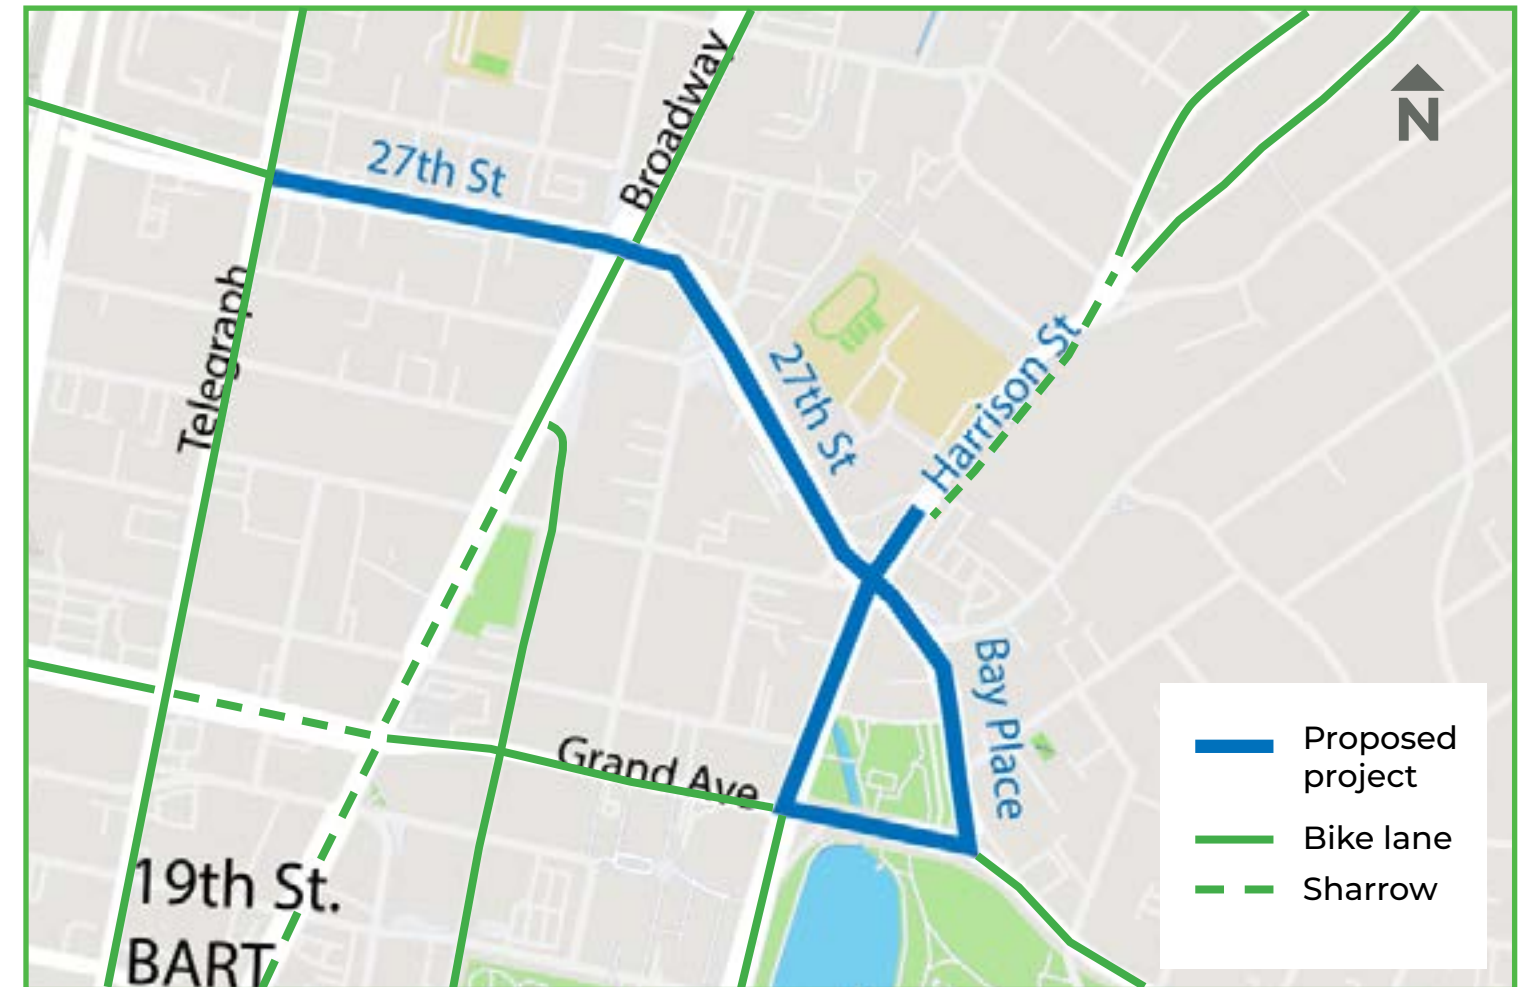 N
Broadway
27th St
Telegraph
27th St
Harrison St
Bay Place
Grand Ave
19th St.
BART
Proposed
project
Bike lane
Sharrow